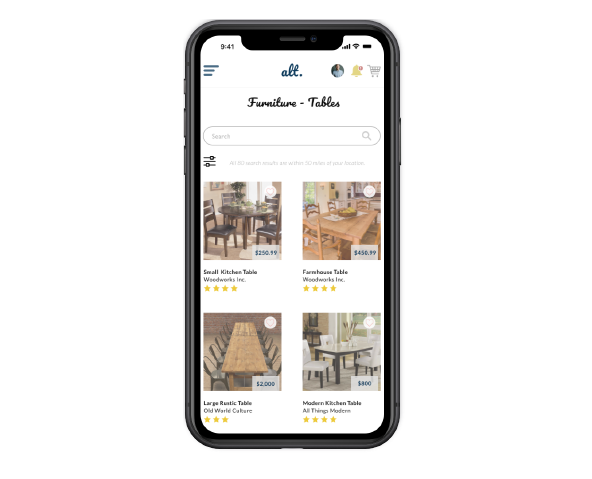 9:41
alt.
Furniture - Tables
Search
All 80 search results are within 50 miles of your location.
$250.99
$450.99
Small Kitchen Table
Farmhouse Table
Woodworks Inc.
Woodworks Inc.
$2,000
$800
Large Rustic Table
Modern Kitchen Table
Old World Culture
All Things Modern